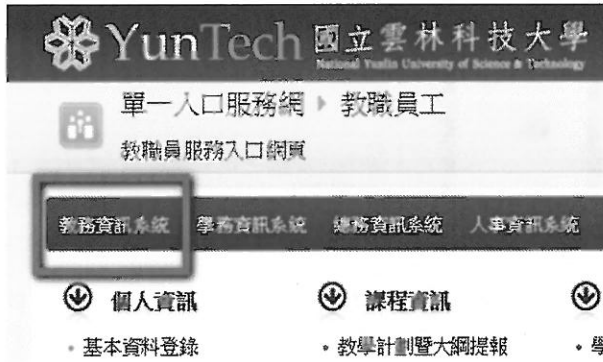 YunTech 國立雲林科技大學
National Yunlin University of Science & Technology
單一入口服務網 教職員工
教職員服務入口網頁
教務資訊系統 學務資訊系統 總務資訊系統 人事資訊系統
個人資訊 課程資訊
• 基本資料登錄 • 教學計劃暨大綱提報 •